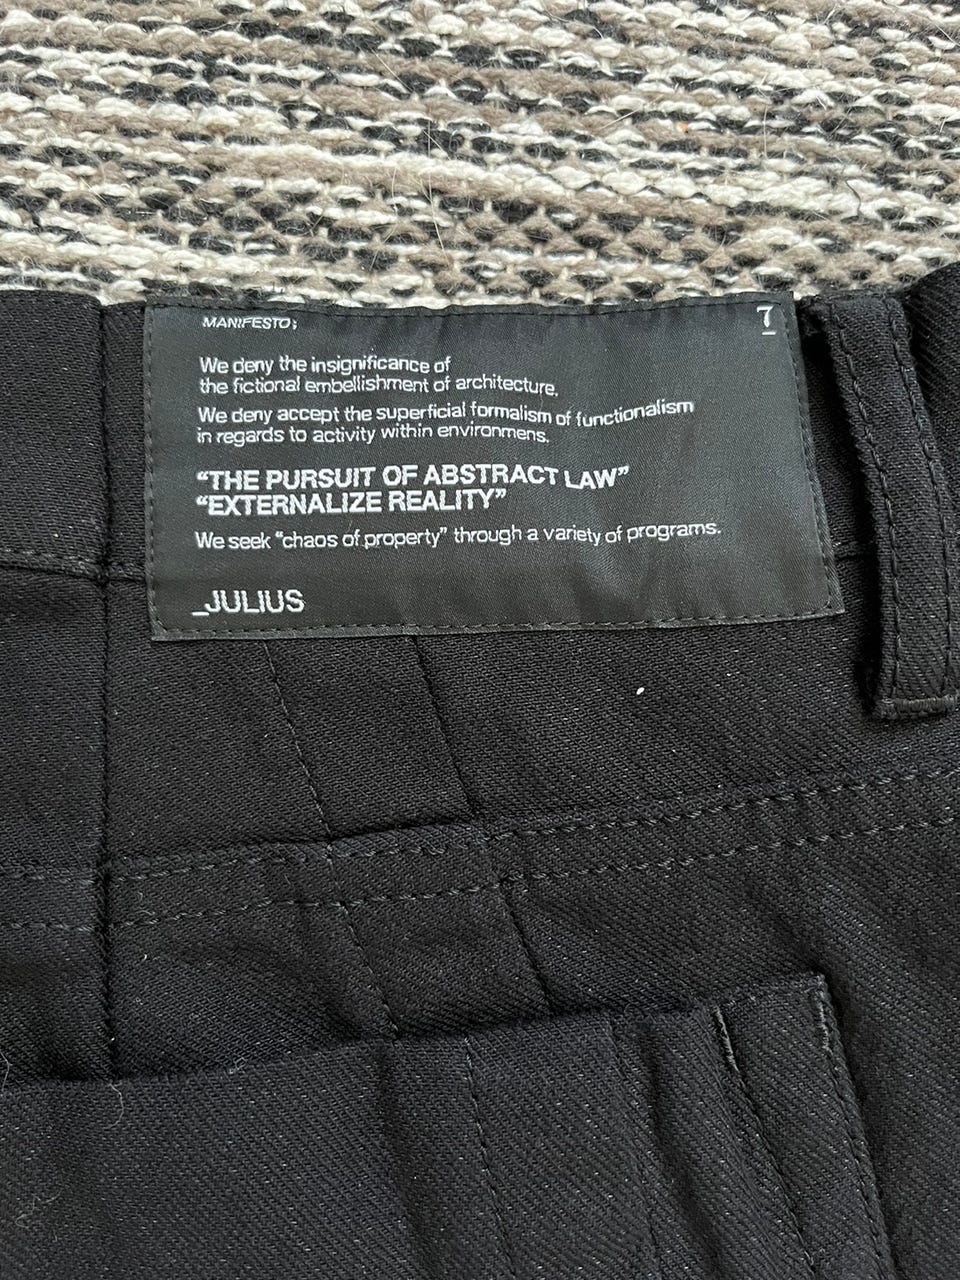 MANIFESTO;
7
We deny the insignificance of
the fictional embellishment of architecture.
We deny accept the superficial formalism of functionalism
in regards to activity within environmens.
“THE PURSUIT OF ABSTRACT LAW”
“EXTERNALIZE REALITY”
We seek “chaos of property” through a variety of programs.
_JULIUS